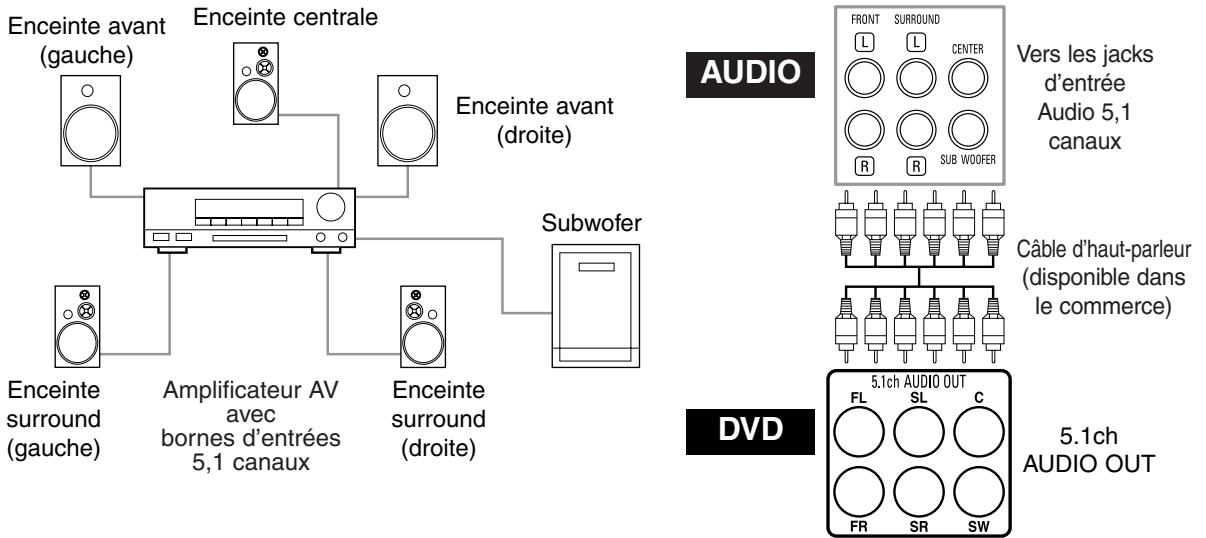 Enceinte avant
(gauche)
Enceinte centrale
Enceinte avant
(droite)
Subwofer
Enceinte
surround
(gauche)
Amplificateur AV
avec
bornes d'entrées
5,1 canaux
Enceinte
surround
(droite)
AUDIO
FRONT SURROUND
L L
CENTER
R R
SUB WOOFER
Vers les jacks
d'entrée
Audio 5,1
canaux
Câble d'haut-parleur
(disponible dans
le commerce)
DVD
5.1ch AUDIO OUT
FL SL C
FR SR SW
5.1ch
AUDIO OUT